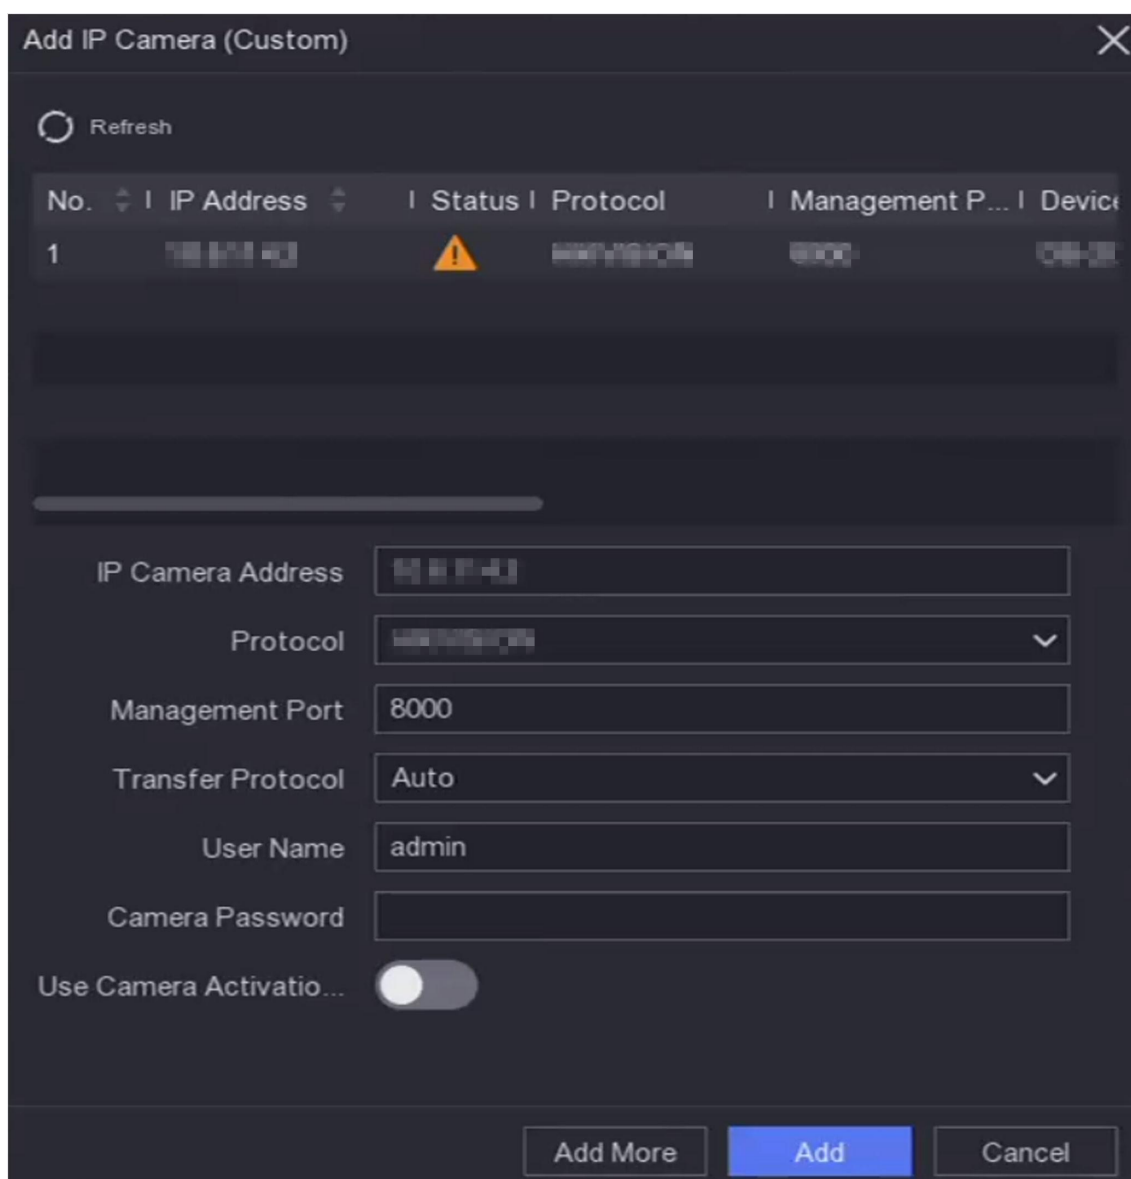 Add IP Camera (Custom)
Refresh
No. IP Address Status Protocol Management P... Device
1
IP Camera Address
Protocol
Management Port 8000
Transfer Protocol Auto
User Name admin
Camera Password
Use Camera Activatio...
Add More Add Cancel